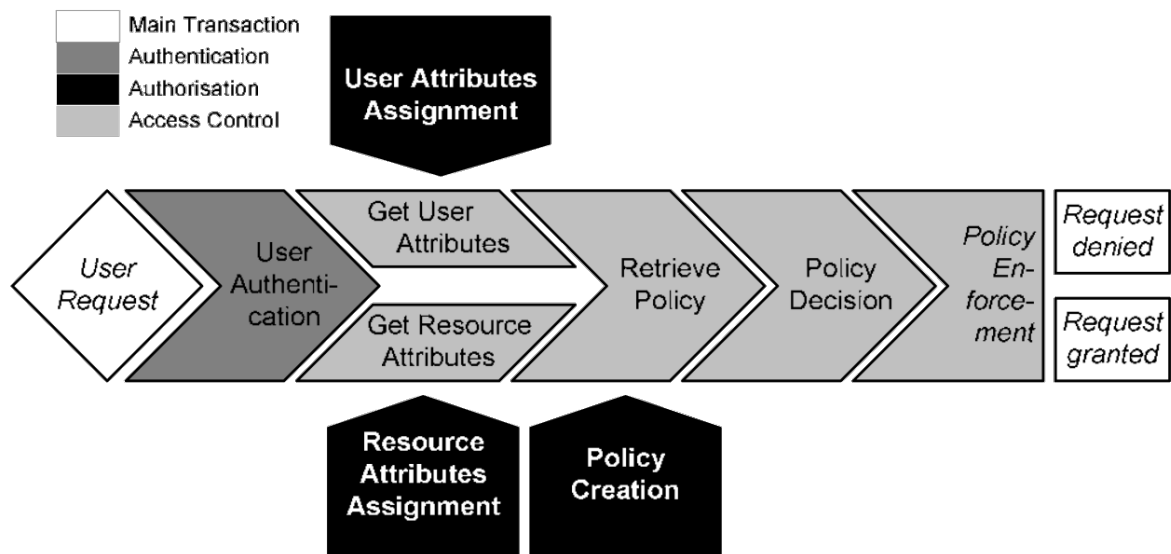 Main Transaction
Authentication
Authorisation
Access Control
User Attributes
Assignment
User
Request
User
Authenti-
cation
Get User
Attributes
Get Resource
Attributes
Retrieve
Policy
Policy
Decision
Policy
En-
force-
ment
Request
denied
Request
granted
Resource
Attributes
Assignment
Policy
Creation